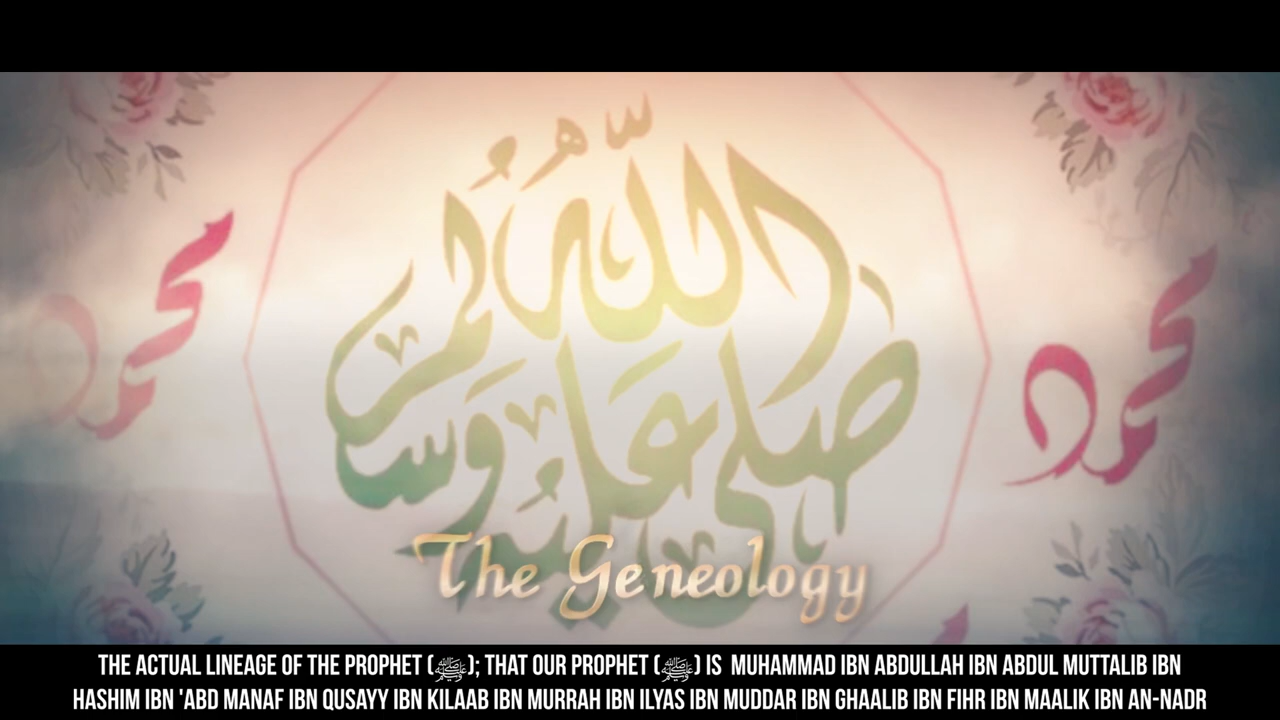 صلى الله عليه وسلم
محمد
محمد
The Geneology
THE ACTUAL LINEAGE OF THE PROPHET (ﷺ); THAT OUR PROPHET (ﷺ) IS MUHAMMAD IBN ABDULLAH IBN ABDUL MUTTALIB IBN
HASHIM IBN 'ABD MANAF IBN QUSAYY IBN KILAAB IBN MURRAH IBN ILYAS IBN MUDDAR IBN GHAALIB IBN FIHR IBN MAALIK IBN AN-NADR